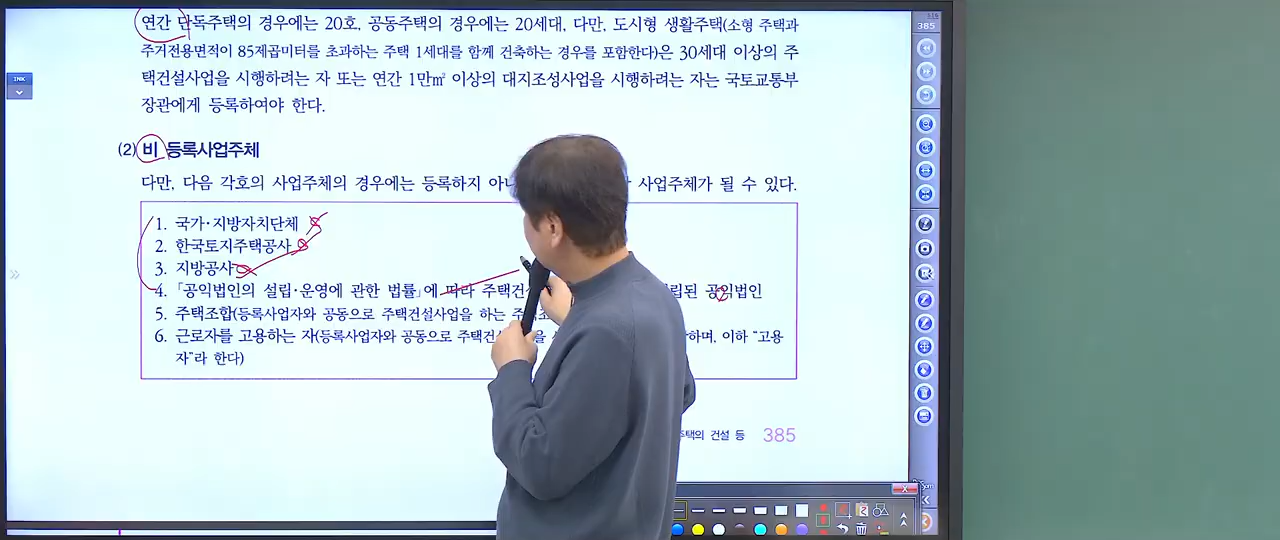 연간 단독주택의 경우에는 20호, 공동주택의 경우에는 20세대, 다만, 도시형 생활주택(소형 주택과
주거전용면적이 85제곱미터를 초과하는 주택 1세대를 함께 건축하는 경우를 포함한다)은 30세대 이상의 주
택건설사업을 시행하려는 자 또는 연간 1만㎡ 이상의 대지조성사업을 시행하려는 자는 국토교통부
장관에게 등록하여야 한다.
(2) 비 등록사업주체
다만, 다음 각호의 사업주체의 경우에는 등록하지 아니 사업주체가 될 수 있다.
1. 국가·지방자치단체
2. 한국토지주택공사
3. 지방공사
4. 「공익법인의 설립·운영에 관한 법률」에 따라 주택건 립된 공익법인
5. 주택조합(등록사업자와 공동으로 주택건설사업을 하는 주택조
6. 근로자를 고용하는 자(등록사업자와 공동으로 주택건 을 하며, 이하 "고용
자"라 한다)
주택의 건설 등 385
385
INK